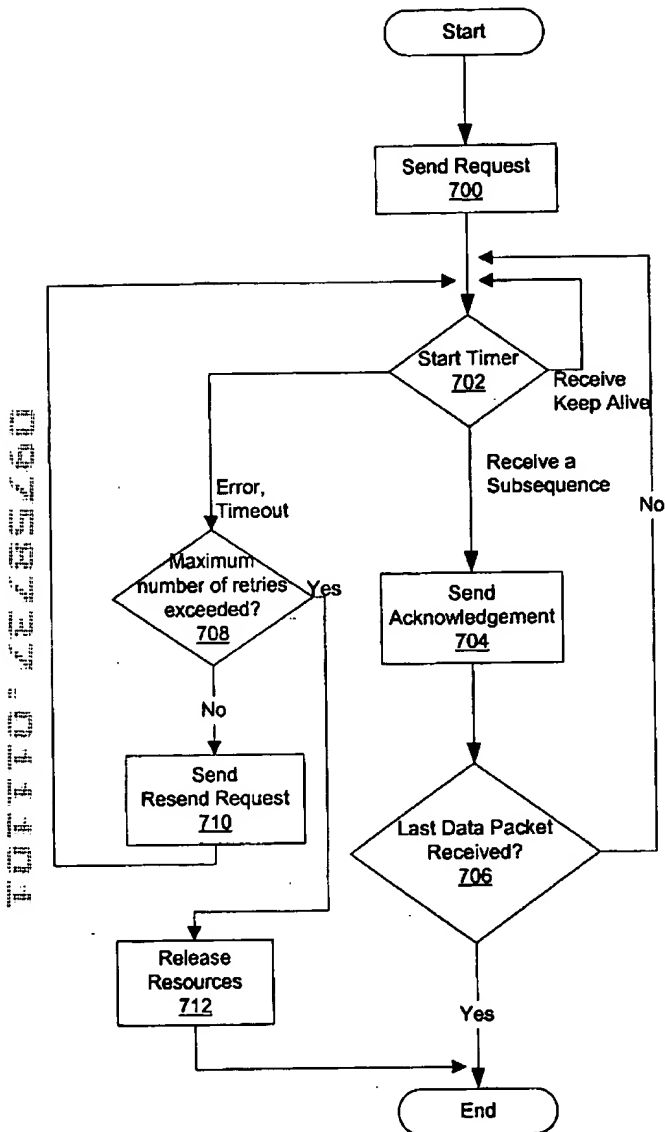 Start
Send Request
700
Start Timer
702
Receive
Keep Alive
Receive a
Subsequence
No
Error,
Timeout
Maximum
number of retries
exceeded?
708
Yes
Send
Acknowledgement
704
No
Send
Resend Request
710
Last Data Packet
Received?
706
Release
Resources
712
Yes
End